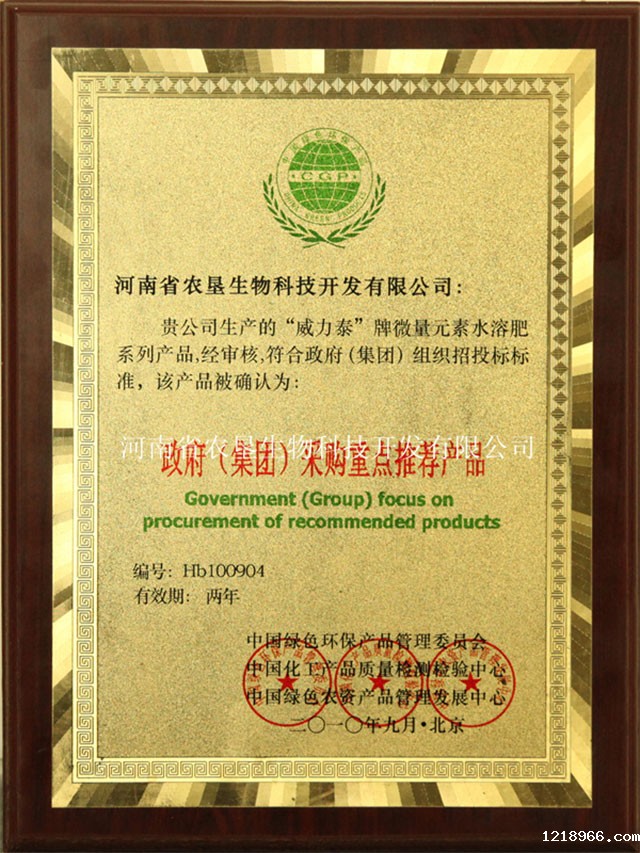 CGP
河南省农垦生物科技开发有限公司：
贵公司生产的“威力泰”牌微量元素水溶肥
系列产品,经审核,符合政府（集团）组织招投标标
准，该产品被确认为：
河南省农垦生物科技开发有限公司
政府（集团）采购重点推荐产品
Government (Group) focus on
procurement of recommended products
编号：Hb100904
有效期：两年
中国绿色环保产品管理委员会
中国化工产品质量检测检验中心
中国绿色农资产品管理发展中心
二〇一〇年九月·北京
1218966.com